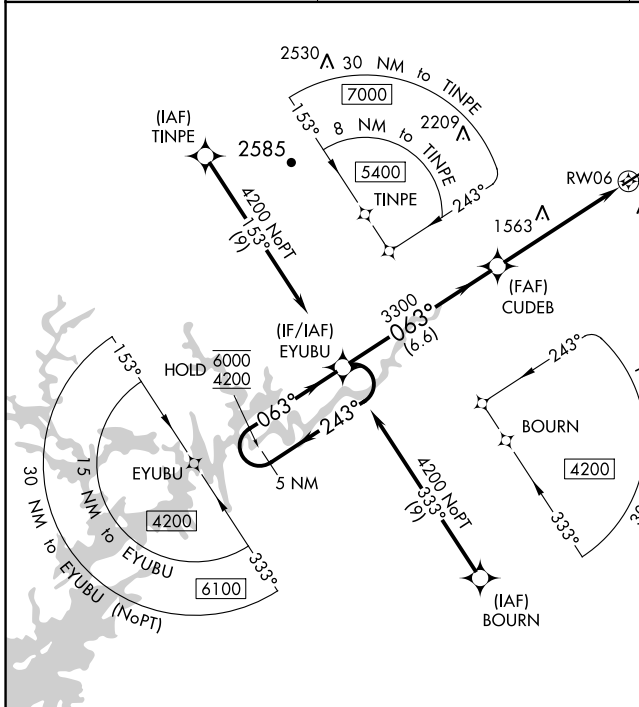 2530
30 NM to TINPE
7000
(IAF)
TINPE
153°
8 NM to TINPE
2209
2585
5400
TINPE
243°
RW06
4200 NoPT
153°
(9)
1563
(FAF)
CUDEB
3300
063°
(6.6)
(IF/IAF)
EYUBU
HOLD
6000
4200
153°
063°
243°
243°
5 NM
EYUBU
BOURN
15 NM to EYUBU
4200
4200 NoPT
333°
(9)
4200
30 NM to EYUBU (NoPT)
333°
333°
6100
(IAF)
BOURN